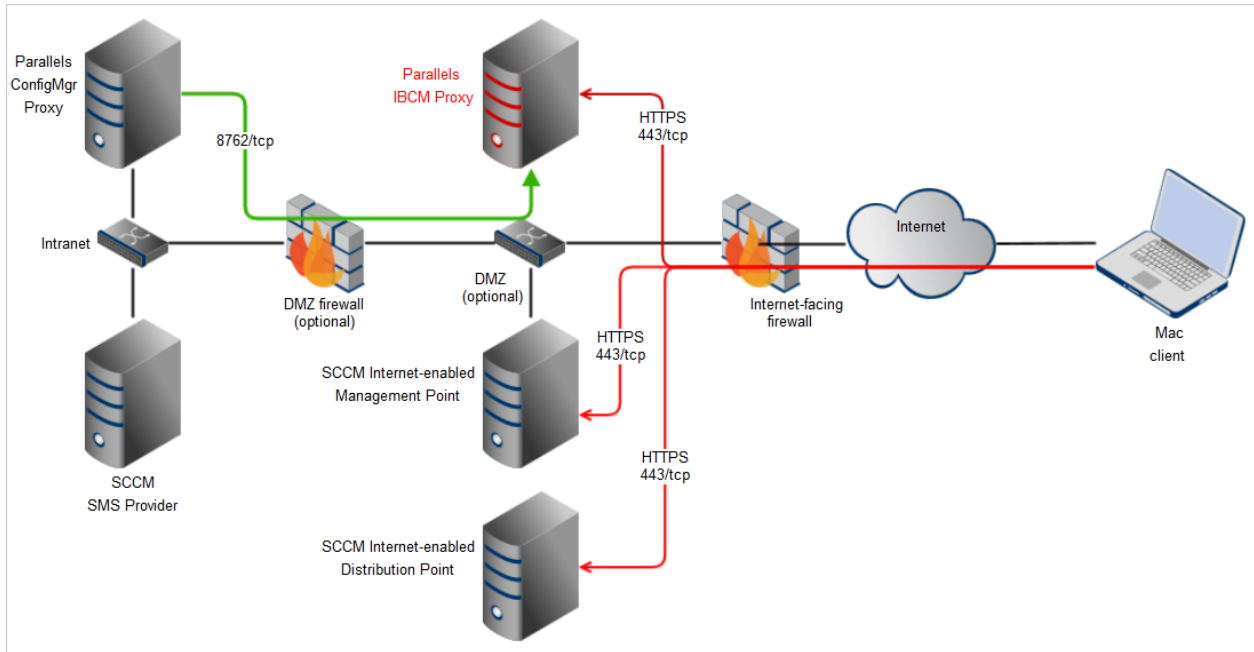 Parallels
ConfigMgr
Proxy
8762/tcp
Parallels
IBCM Proxy
HTTPS
443/tcp
Intranet
DMZ firewall
(optional)
DMZ
(optional)
Internet-facing
firewall
Internet
Mac
client
HTTPS
443/tcp
SCCM Internet-enabled
Management Point
SCCM
SMS Provider
HTTPS
443/tcp
SCCM Internet-enabled
Distribution Point